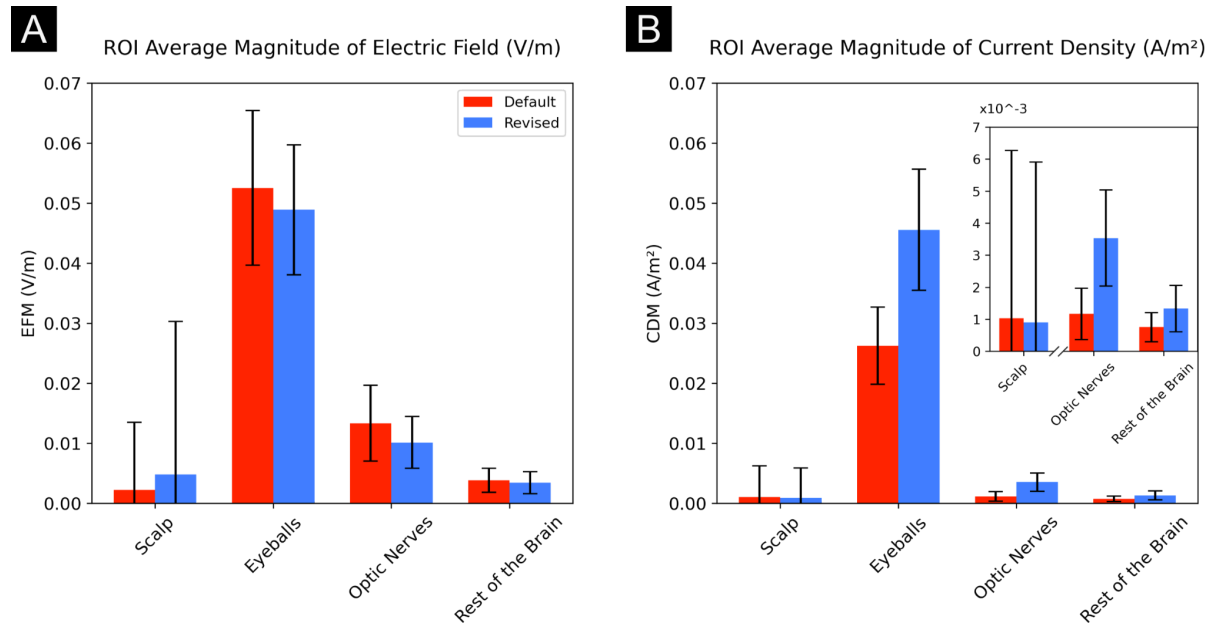 A
ROI Average Magnitude of Electric Field (V/m)
0.07
0.06
0.05
0.04
0.03
0.02
0.01
0.00
EFM (V/m)
Default
Revised
Scalp
Eyeballs
Optic Nerves
Rest of the Brain
B
ROI Average Magnitude of Current Density (A/m²)
0.07
0.06
0.05
0.04
0.03
0.02
0.01
0.00
CDM (A/m²)
x10^-3
7
6
5
4
3
2
1
0
Scalp
Optic Nerves
Rest of the Brain
Scalp
Eyeballs
Optic Nerves
Rest of the Brain